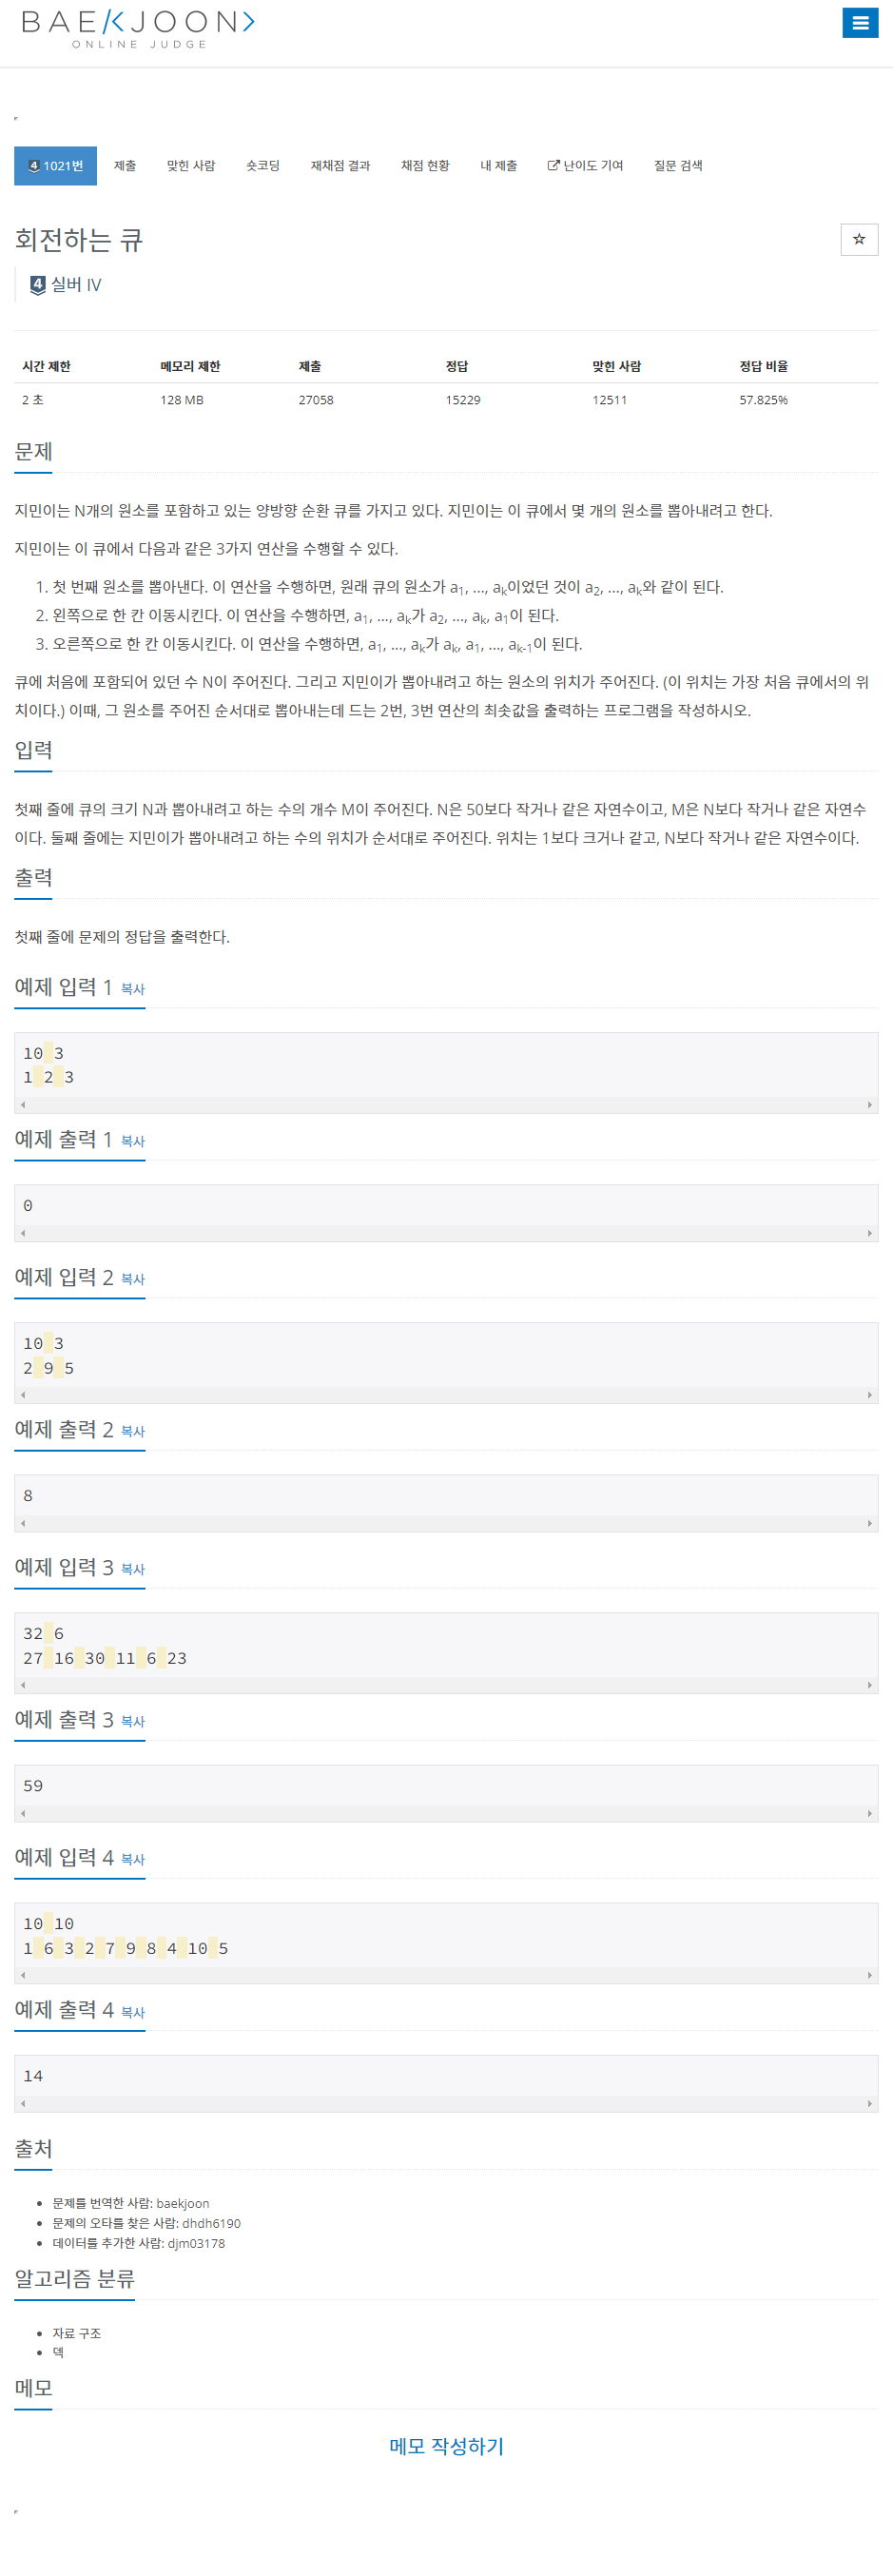 BAEKJOON>
ONLINE JUDGE
4 1021번 제출 맞힌 사람 숏코딩 재채점 결과 채점 현황 내 제출 난이도 기여 질문 검색
회전하는 큐
4 실버 IV
시간 제한 메모리 제한 제출 정답 맞힌 사람 정답 비율
2 초 128 MB 27058 15229 12511 57.825%
문제
지민이는 N개의 원소를 포함하고 있는 양방향 순환 큐를 가지고 있다. 지민이는 이 큐에서 몇 개의 원소를 뽑아내려고 한다.
지민이는 이 큐에서 다음과 같은 3가지 연산을 수행할 수 있다.
1. 첫 번째 원소를 뽑아낸다. 이 연산을 수행하면, 원래 큐의 원소가 a1, ..., ak이었던 것이 a2, ..., ak와 같이 된다.
2. 왼쪽으로 한 칸 이동시킨다. 이 연산을 수행하면, a1, ..., ak가 a2, ..., ak, a1이 된다.
3. 오른쪽으로 한 칸 이동시킨다. 이 연산을 수행하면, a1, ..., ak가 ak, a1, ..., ak-1이 된다.
큐에 처음에 포함되어 있던 수 N이 주어진다. 그리고 지민이가 뽑아내려고 하는 원소의 위치가 주어진다. (이 위치는 가장 처음 큐에서의 위
치이다.) 이때, 그 원소를 주어진 순서대로 뽑아내는데 드는 2번, 3번 연산의 최솟값을 출력하는 프로그램을 작성하시오.
입력
첫째 줄에 큐의 크기 N과 뽑아내려고 하는 수의 개수 M이 주어진다. N은 50보다 작거나 같은 자연수이고, M은 N보다 작거나 같은 자연수
이다. 둘째 줄에는 지민이가 뽑아내려고 하는 수의 위치가 순서대로 주어진다. 위치는 1보다 크거나 같고, N보다 작거나 같은 자연수이다.
출력
첫째 줄에 문제의 정답을 출력한다.
예제 입력 1 복사
10 3
1 2 3
예제 출력 1 복사
0
예제 입력 2 복사
10 3
2 9 5
예제 출력 2 복사
8
예제 입력 3 복사
32 6
27 16 30 11 6 23
예제 출력 3 복사
59
예제 입력 4 복사
10 10
1 6 3 2 7 9 8 4 10 5
예제 출력 4 복사
14
출처
문제를 번역한 사람: baekjoon
문제의 오타를 찾은 사람: dhdh6190
데이터를 추가한 사람: djm03178
알고리즘 분류
자료 구조
덱
메모
메모 작성하기